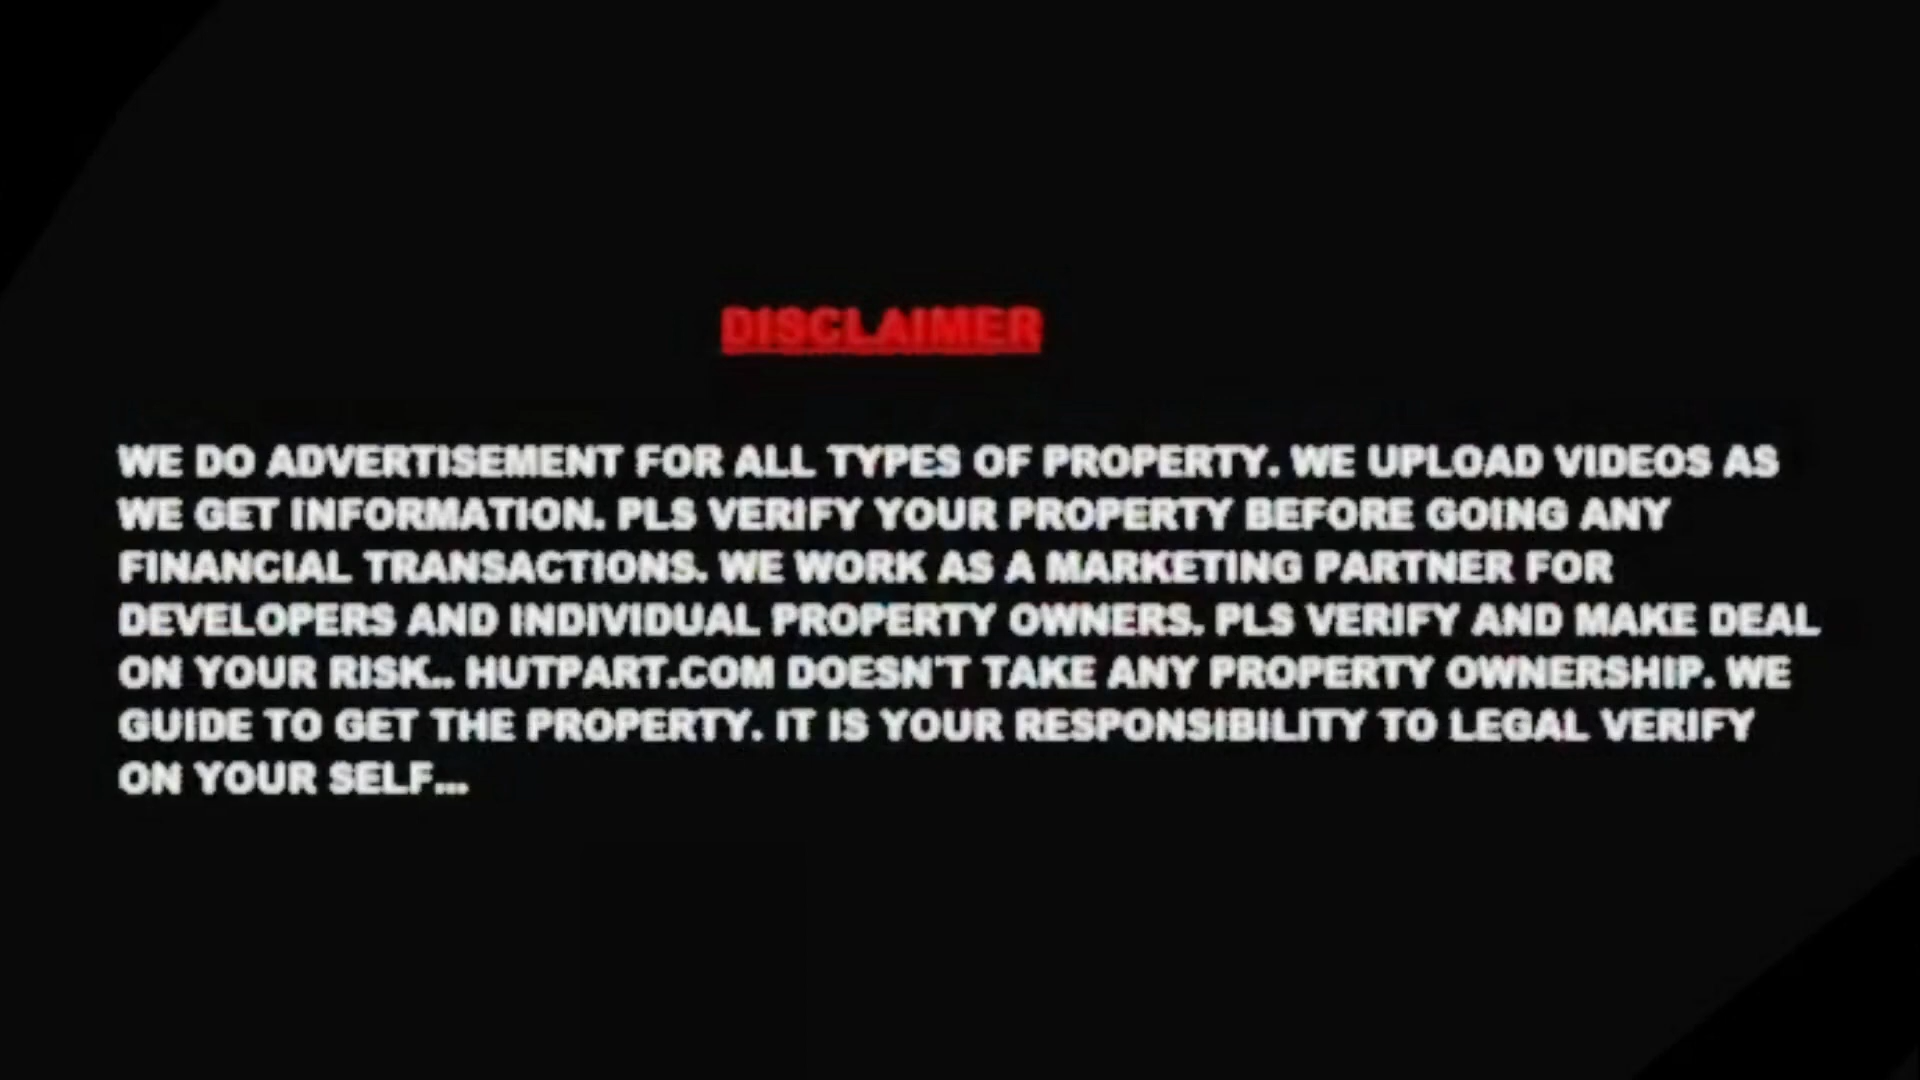 DISCLAIMER
WE DO ADVERTISEMENT FOR ALL TYPES OF PROPERTY. WE UPLOAD VIDEOS AS
WE GET INFORMATION. PLS VERIFY YOUR PROPERTY BEFORE GOING ANY
FINANCIAL TRANSACTIONS. WE WORK AS A MARKETING PARTNER FOR
DEVELOPERS AND INDIVIDUAL PROPERTY OWNERS. PLS VERIFY AND MAKE DEAL
ON YOUR RISK.. HUTPART.COM DOESN'T TAKE ANY PROPERTY OWNERSHIP. WE
GUIDE TO GET THE PROPERTY. IT IS YOUR RESPONSIBILITY TO LEGAL VERIFY
ON YOUR SELF...